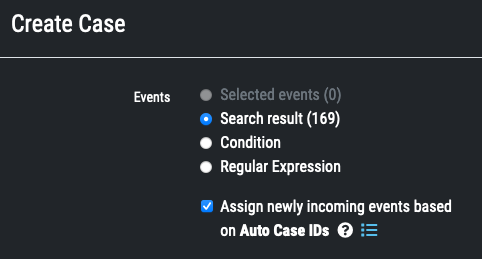 Create Case
Events
Selected events (0)
Search result (169)
Condition
Regular Expression
Assign newly incoming events based
on Auto Case IDs ?